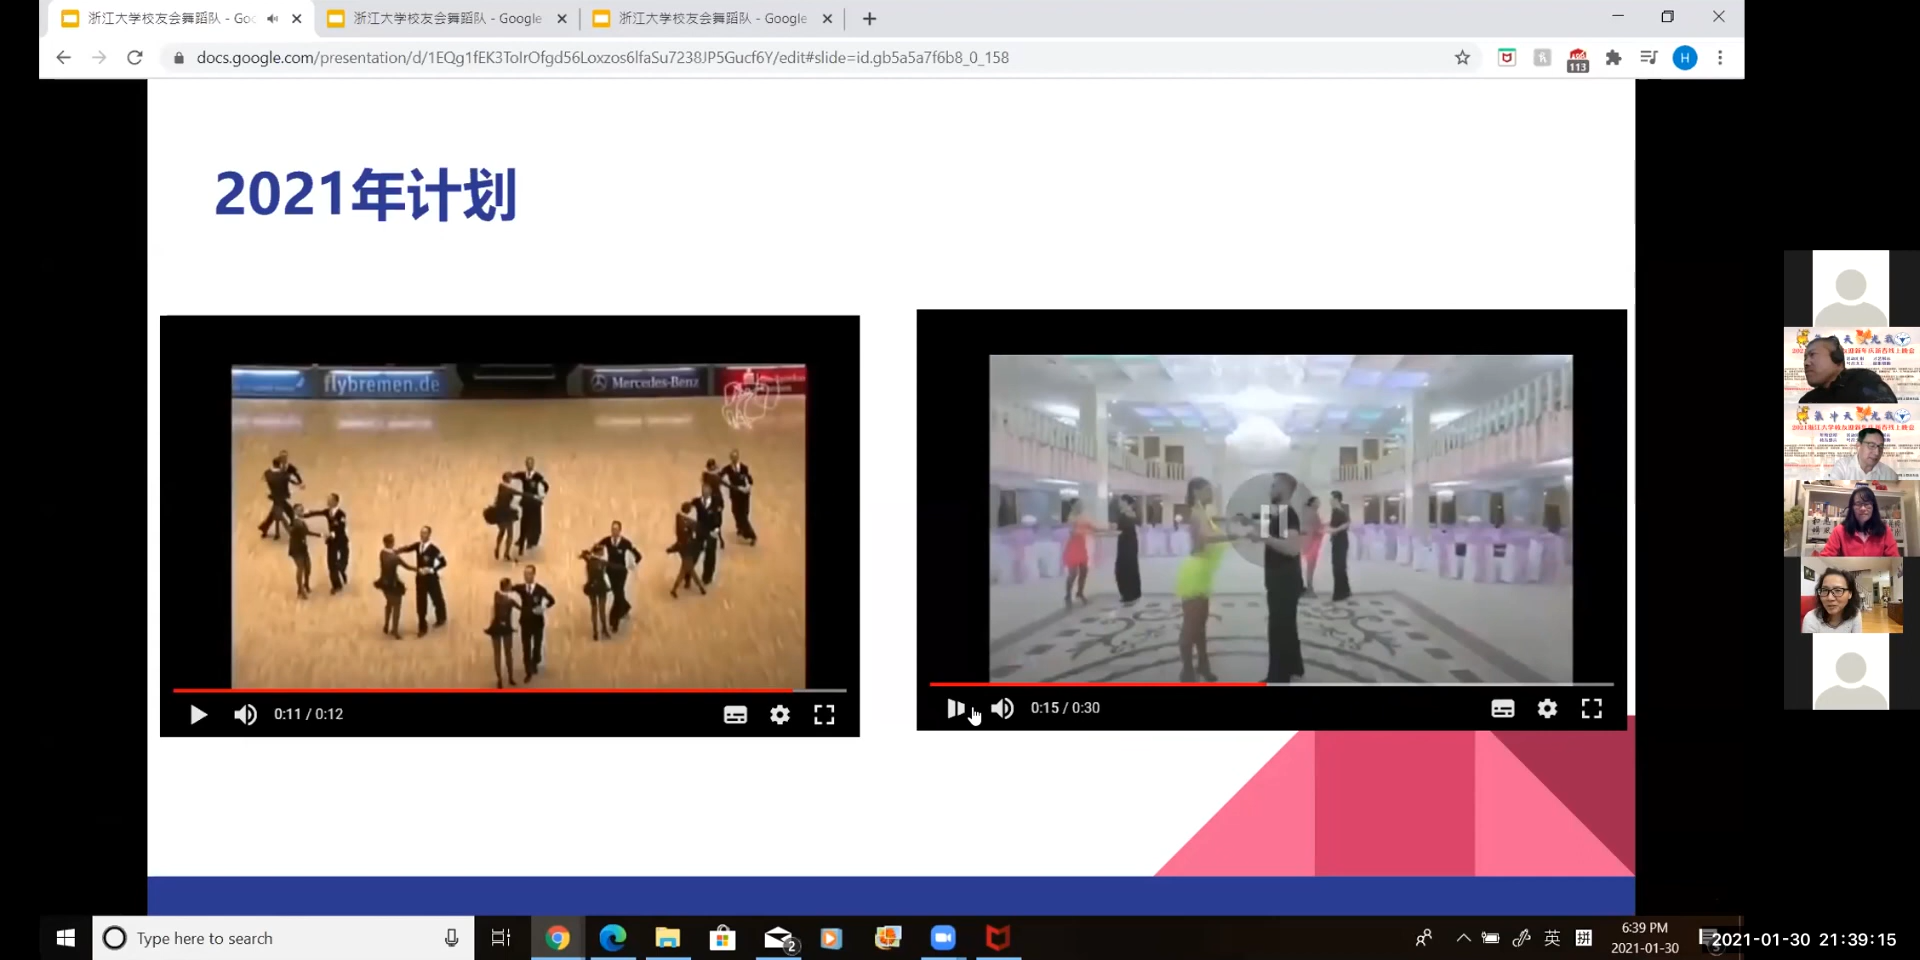 浙江大学校友会舞蹈队 - Goo
浙江大学校友会舞蹈队 - Google
浙江大学校友会舞蹈队 - Google
docs.google.com/presentation/d/1EQg1fEK3ToIrOfgd56Loxzos6lfaSu7238JP5Gucf6Y/edit#slide=id.gb5a5a7f6b8_0_158
113
H
2021年计划
flybremen.de
Mercedes-Benz
0:11 / 0:12
0:15 / 0:30
Type here to search
2
英
拼
6:39 PM
2021-01-30
2021-01-30 21:39:15